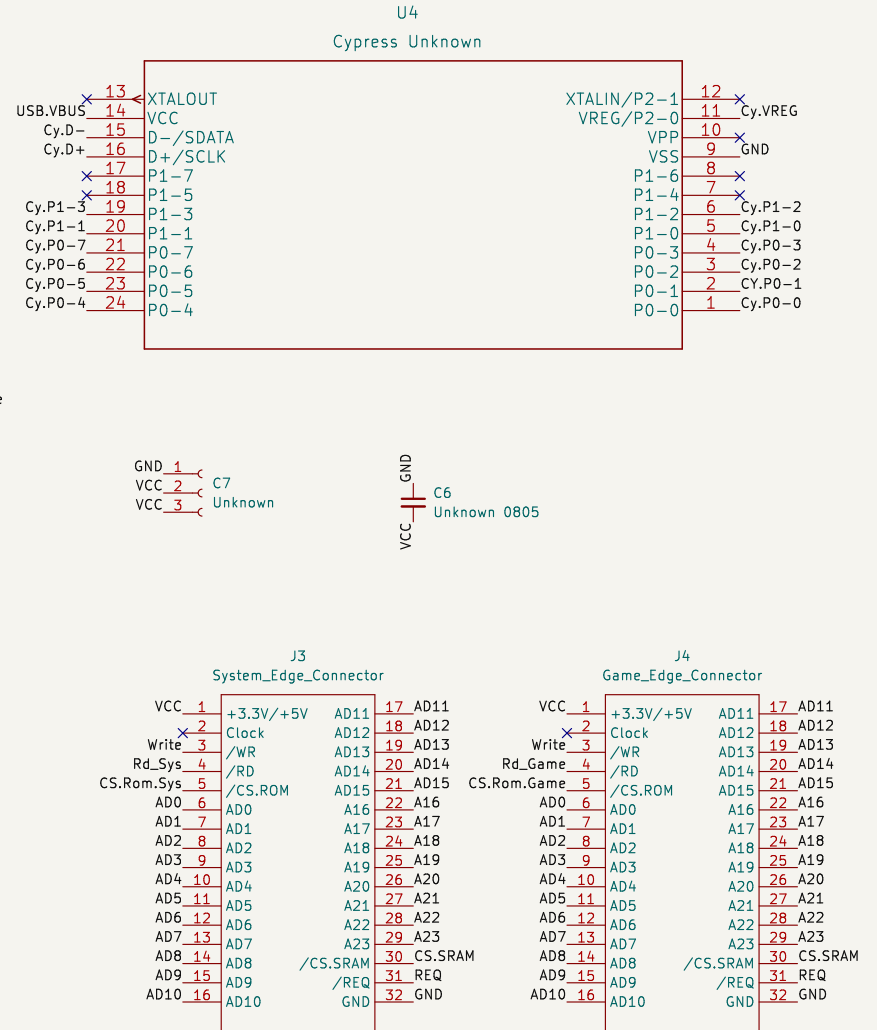 U4
Cypress Unknown
13 XTALOUT XTALIN/P2-1 12
USB.VBUS 14 VCC VREG/P2-0 11 Cy.VREG
Cy.D- 15 D-/SDATA VPP 10
Cy.D+ 16 D+/SCLK VSS 9 GND
17 P1-7 P1-6 8
18 P1-5 P1-4 7
Cy.P1-3 19 P1-3 P1-2 6 Cy.P1-2
Cy.P1-1 20 P1-1 P1-0 5 Cy.P1-0
Cy.P0-7 21 P0-7 P0-3 4 Cy.P0-3
Cy.P0-6 22 P0-6 P0-2 3 Cy.P0-2
Cy.P0-5 23 P0-5 P0-1 2 CY.P0-1
Cy.P0-4 24 P0-4 P0-0 1 Cy.P0-0
e
GND 1
VCC 2
VCC 3
C7
Unknown
GND
C6
Unknown 0805
VCC
J3
System_Edge_Connector
VCC 1 +3.3V/+5V AD11 17 AD11
2 Clock AD12 18 AD12
Write 3 /WR AD13 19 AD13
Rd_Sys 4 /RD AD14 20 AD14
CS.Rom.Sys 5 /CS.ROM AD15 21 AD15
AD0 6 AD0 A16 22 A16
AD1 7 AD1 A17 23 A17
AD2 8 AD2 A18 24 A18
AD3 9 AD3 A19 25 A19
AD4 10 AD4 A20 26 A20
AD5 11 AD5 A21 27 A21
AD6 12 AD6 A22 28 A22
AD7 13 AD7 A23 29 A23
AD8 14 AD8 /CS.SRAM 30 CS.SRAM
AD9 15 AD9 /REQ 31 REQ
AD10 16 AD10 GND 32 GND
J4
Game_Edge_Connector
VCC 1 +3.3V/+5V AD11 17 AD11
2 Clock AD12 18 AD12
Write 3 /WR AD13 19 AD13
Rd_Game 4 /RD AD14 20 AD14
CS.Rom.Game 5 /CS.ROM AD15 21 AD15
AD0 6 AD0 A16 22 A16
AD1 7 AD1 A17 23 A17
AD2 8 AD2 A18 24 A18
AD3 9 AD3 A19 25 A19
AD4 10 AD4 A20 26 A20
AD5 11 AD5 A21 27 A21
AD6 12 AD6 A22 28 A22
AD7 13 AD7 A23 29 A23
AD8 14 AD8 /CS.SRAM 30 CS.SRAM
AD9 15 AD9 /REQ 31 REQ
AD10 16 AD10 GND 32 GND